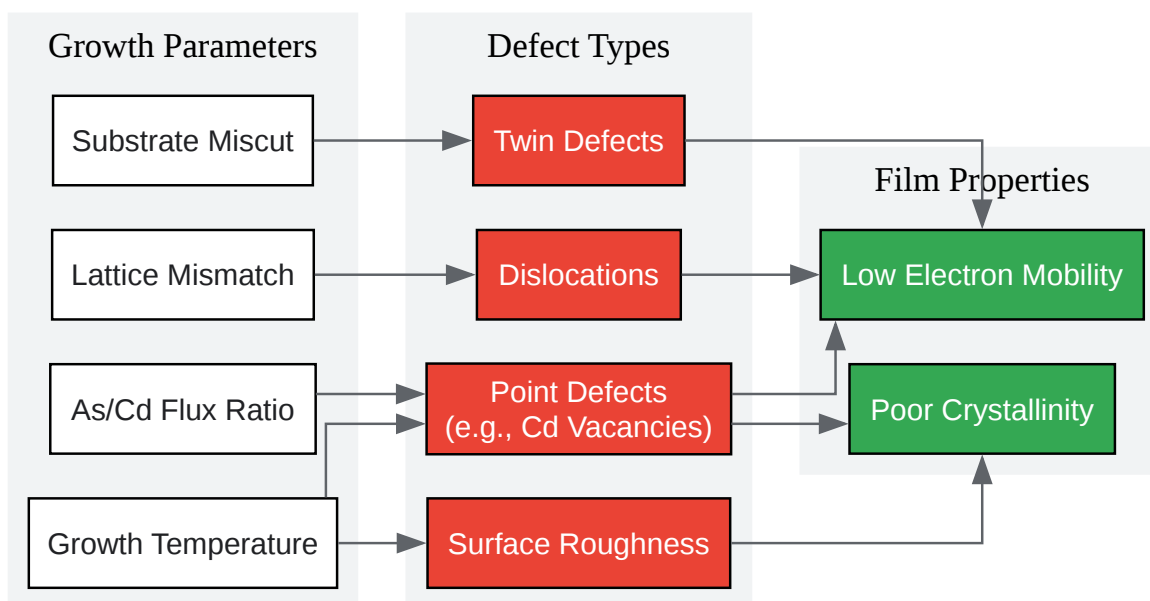 Growth Parameters
Defect Types
Substrate Miscut
Twin Defects
Film Properties
Lattice Mismatch
Dislocations
Low Electron Mobility
As/Cd Flux Ratio
Point Defects
(e.g., Cd Vacancies)
Poor Crystallinity
Growth Temperature
Surface Roughness